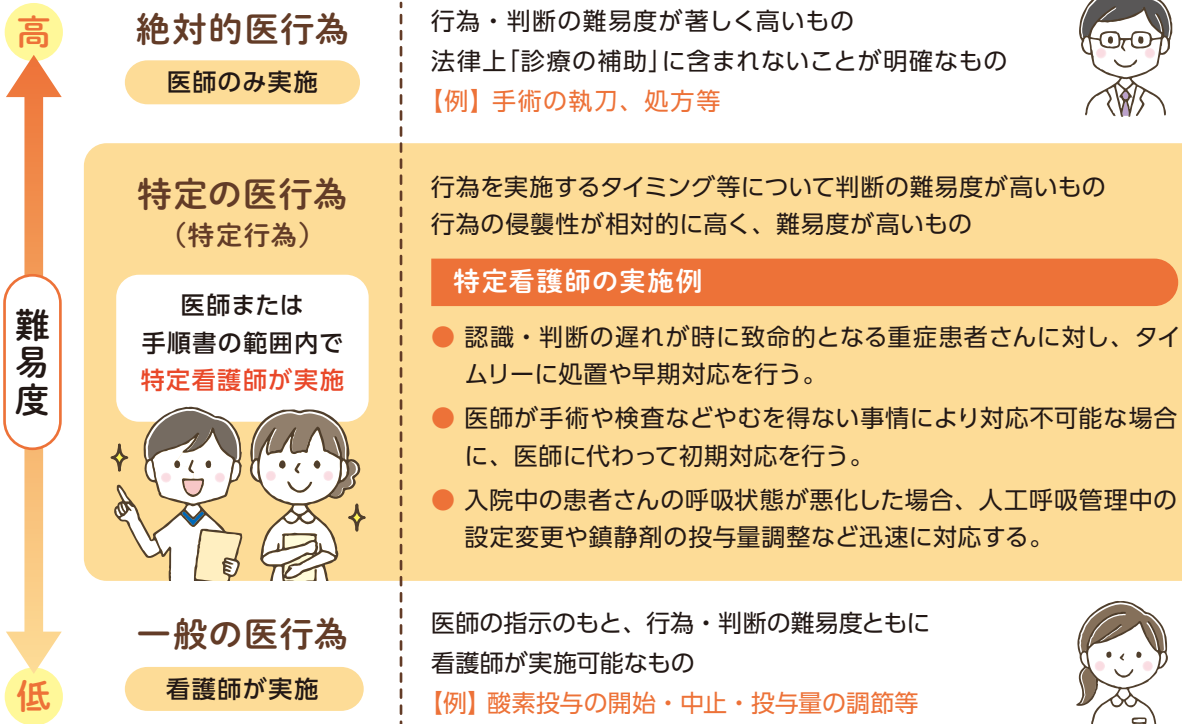 高
絶対的医行為
医師のみ実施
行為・判断の難易度が著しく高いもの
法律上「診療の補助」に含まれないことが明確なもの
【例】手術の執刀、処方等
難易度
特定の医行為
（特定行為）
医師または
手順書の範囲内で
特定看護師が実施
行為を実施するタイミング等について判断の難易度が高いもの
行為の侵襲性が相対的に高く、難易度が高いもの
特定看護師の実施例
● 認識・判断の遅れが時に致命的となる重症患者さんに対し、タイ
ムリーに処置や早期対応を行う。
● 医師が手術や検査などやむを得ない事情により対応不可能な場合
に、医師に代わって初期対応を行う。
● 入院中の患者さんの呼吸状態が悪化した場合、人工呼吸管理中の
設定変更や鎮静剤の投与量調整など迅速に対応する。
低
一般の医行為
看護師が実施
医師の指示のもと、行為・判断の難易度ともに
看護師が実施可能なもの
【例】酸素投与の開始・中止・投与量の調節等